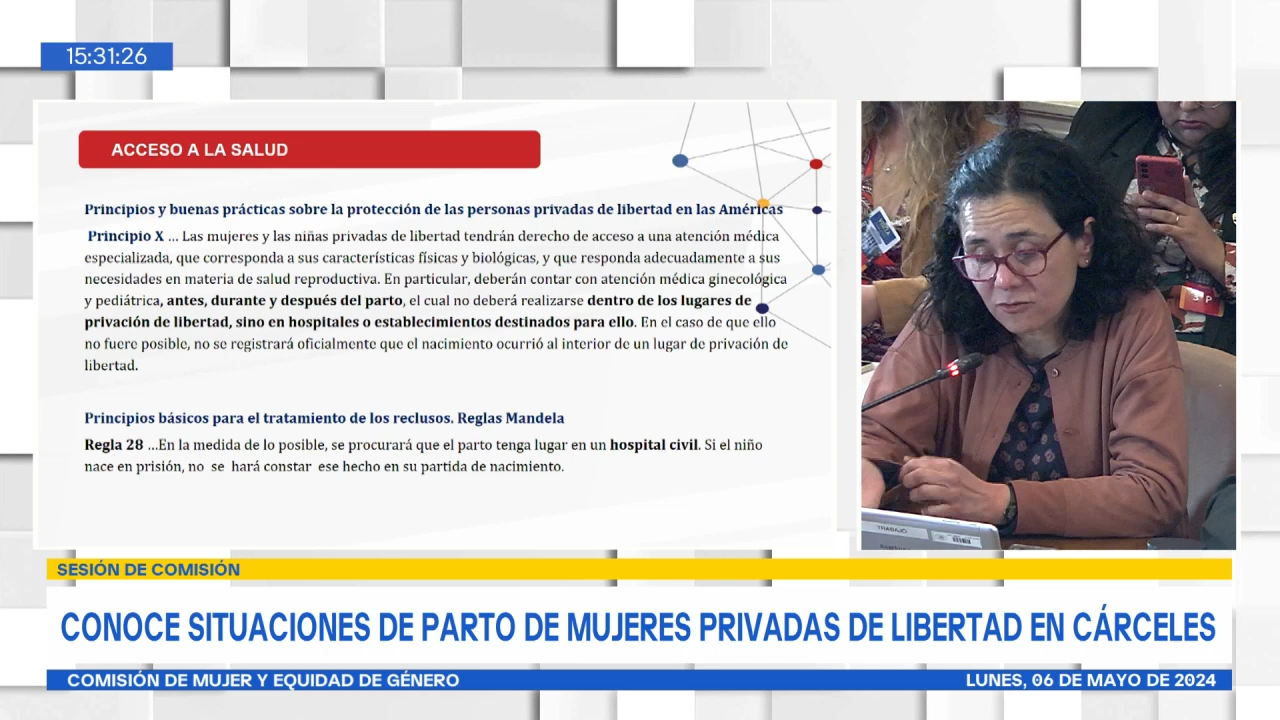 15:31:26
ACCESO A LA SALUD
Principios y buenas prácticas sobre la protección de las personas privadas de libertad en las Américas
Principio X ... Las mujeres y las niñas privadas de libertad tendrán derecho de acceso a una atención médica
especializada, que corresponda a sus características físicas y biológicas, y que responda adecuadamente a sus
necesidades en materia de salud reproductiva. En particular, deberán contar con atención médica ginecológica
y pediátrica, antes, durante y después del parto, el cual no deberá realizarse dentro de los lugares de
privación de libertad, sino en hospitales o establecimientos destinados para ello. En el caso de que ello
no fuere posible, no se registrará oficialmente que el nacimiento ocurrió al interior de un lugar de privación de
libertad.
Principios básicos para el tratamiento de los reclusos. Reglas Mandela
Regla 28 ...En la medida de lo posible, se procurará que el parto tenga lugar en un hospital civil. Si el niño
nace en prisión, no se hará constar ese hecho en su partida de nacimiento.
TRABAJO
SESIÓN DE COMISIÓN
CONOCE SITUACIONES DE PARTO DE MUJERES PRIVADAS DE LIBERTAD EN CÁRCELES
COMISIÓN DE MUJER Y EQUIDAD DE GÉNERO
LUNES, 06 DE MAYO DE 2024